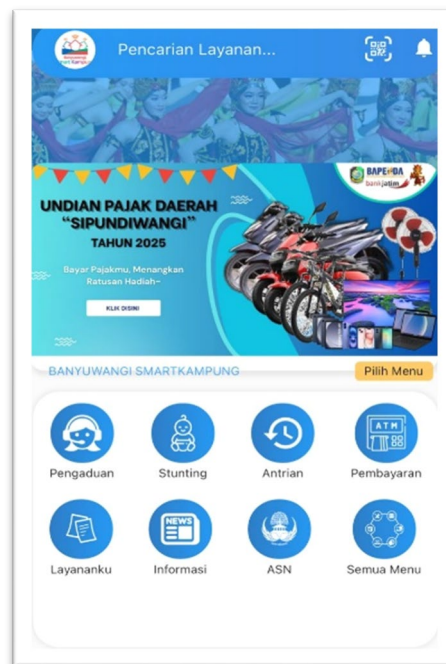 Pencarian Layanan...
BAPENDA
bankjatim
UNDIAN PAJAK DAERAH
"SIPUNDIWANGI"
TAHUN 2025
Bayar Pajakmu, Menangkan
Ratusan Hadiah~
KLIK DISINI
BANYUWANGI SMARTKAMPUNG
Pilih Menu
ATM
Pengaduan
Stunting
Antrian
Pembayaran
NEWS
Layananku
Informasi
ASN
Semua Menu